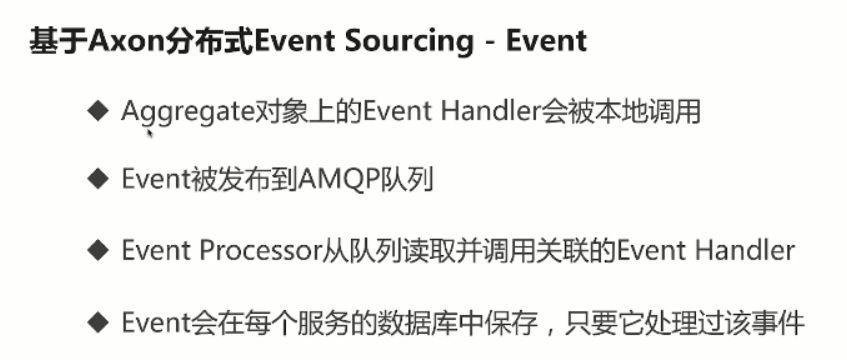 基于Axon分布式Event Sourcing - Event
◆ Aggregate对象上的Event Handler会被本地调用
◆ Event被发布到AMQP队列
◆ Event Processor从队列读取并调用关联的Event Handler
◆ Event会在每个服务的数据库中保存，只要它处理过该事件